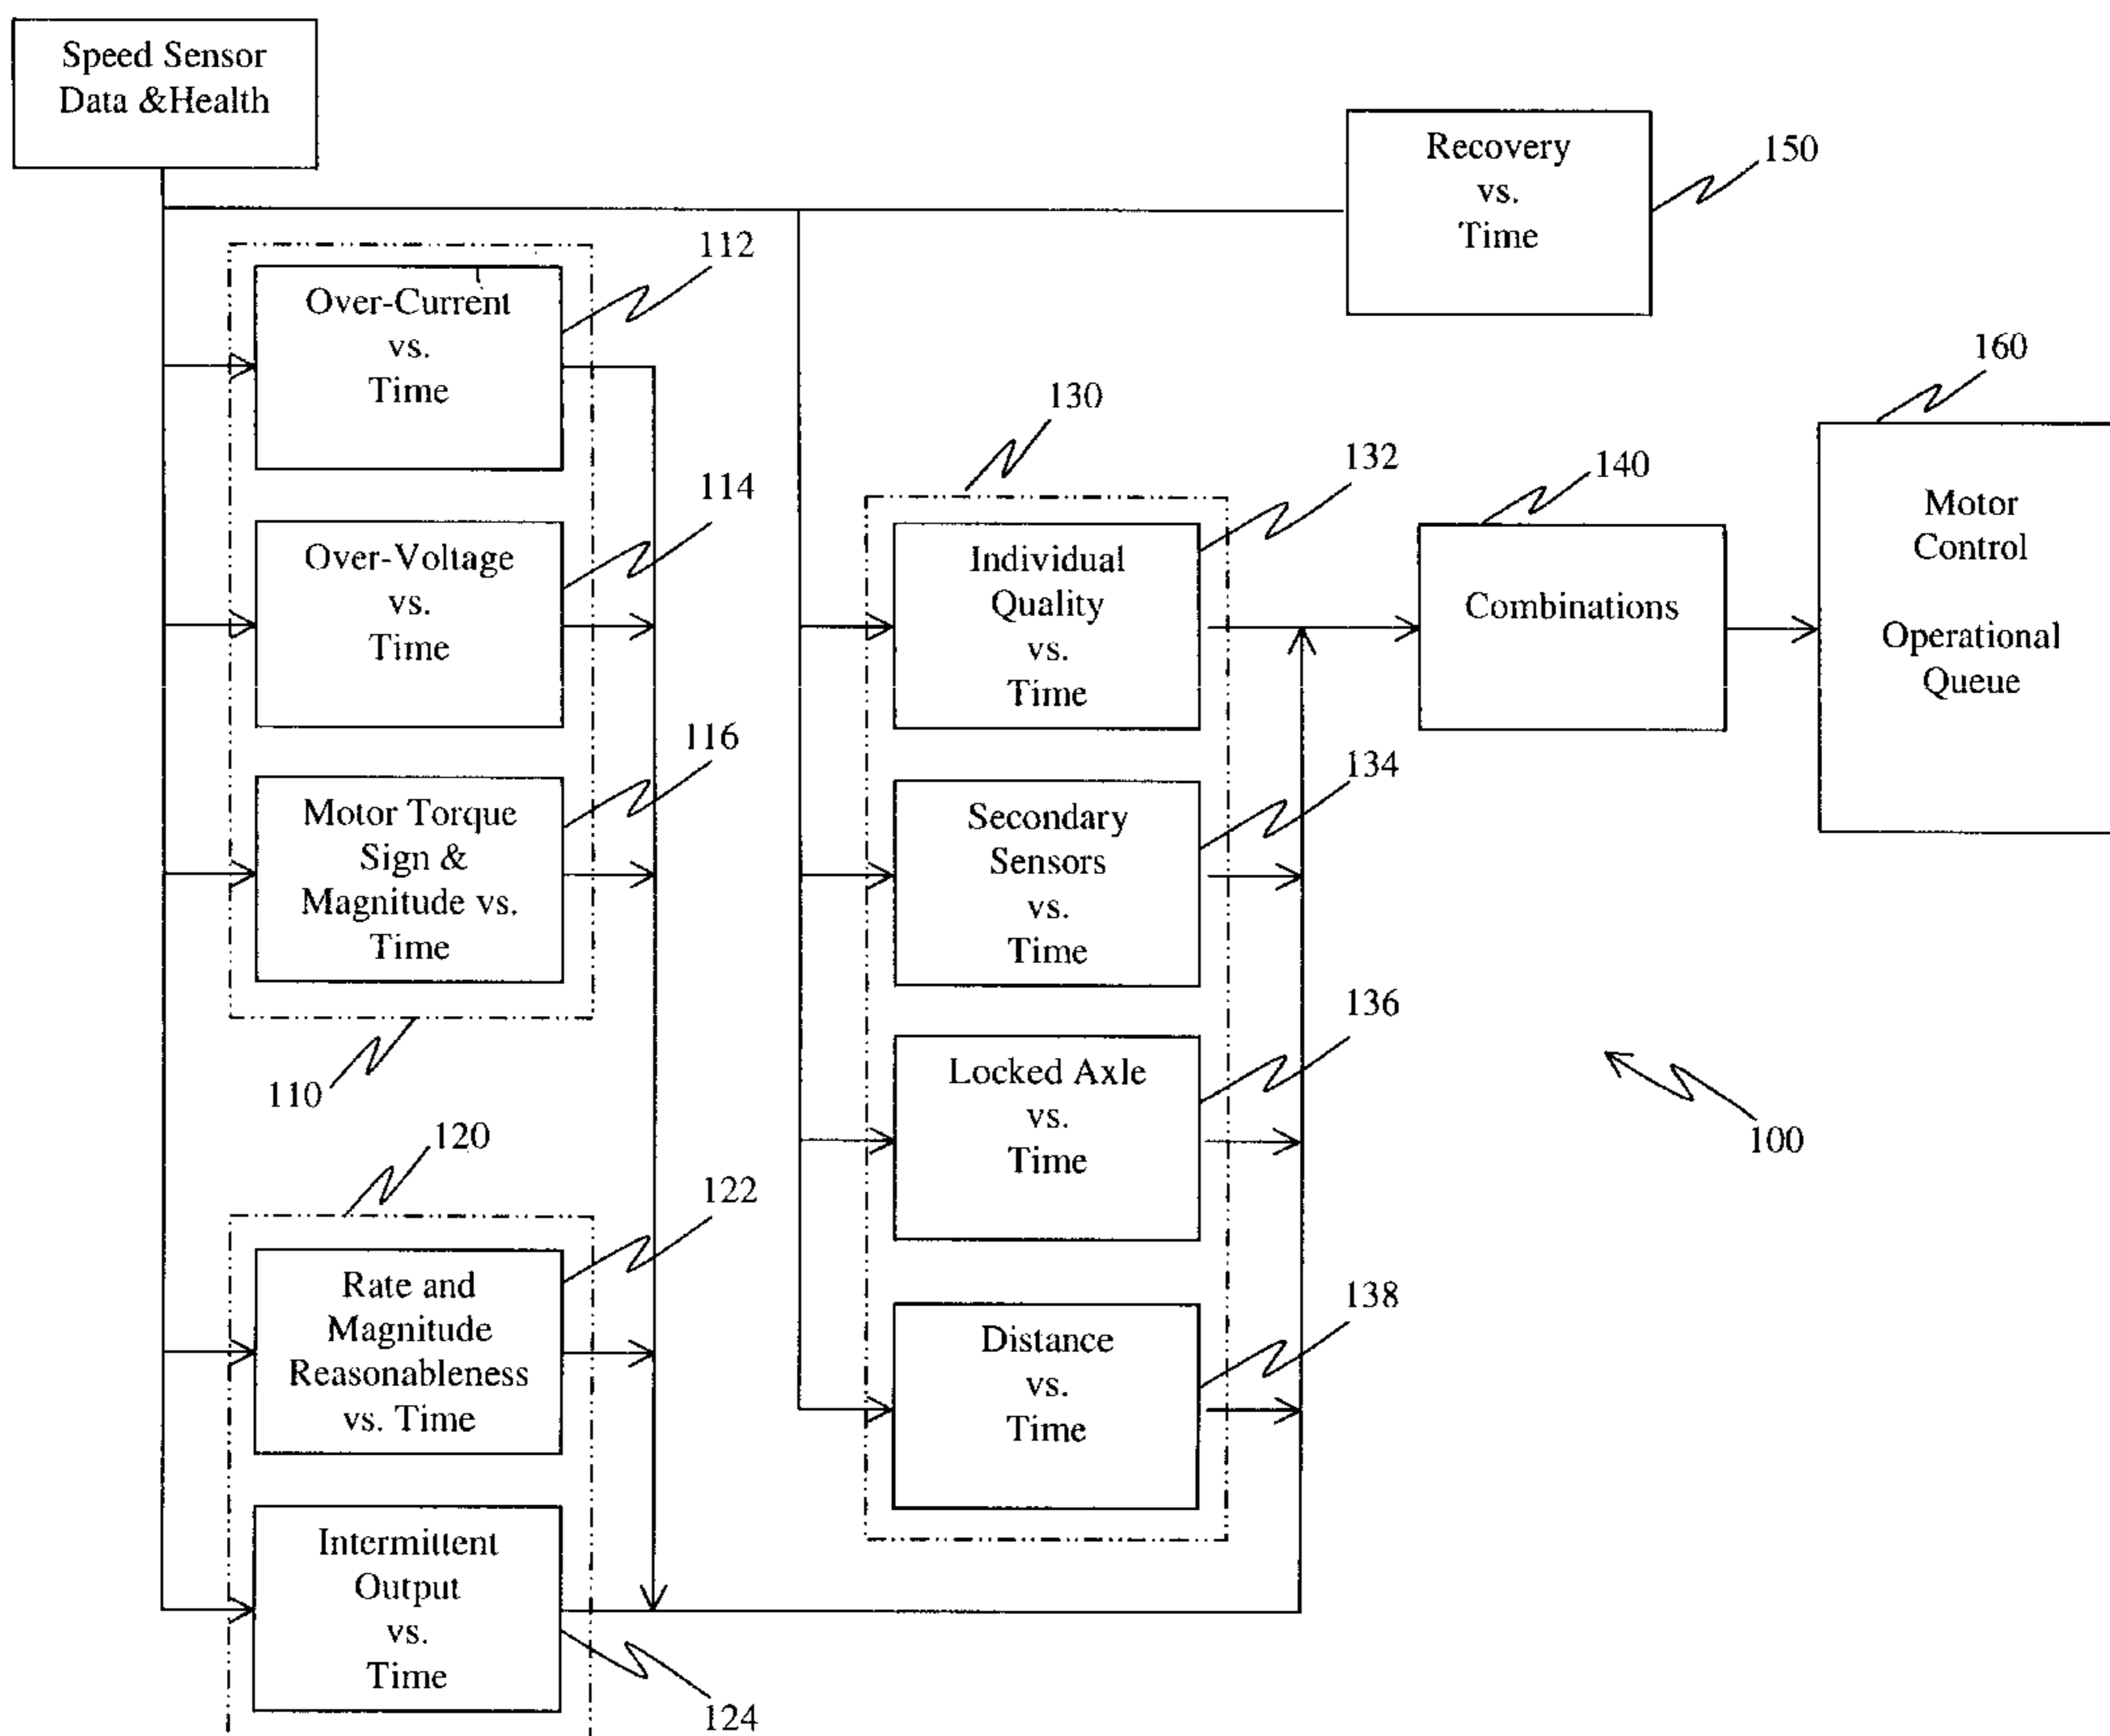 Speed Sensor
Data &Health
Recovery
vs.
Time
150
160
Motor
Control
Operational
Queue
112
Over-Current
vs.
Time
114
Over-Voltage
vs.
Time
116
Motor Torque
Sign &
Magnitude vs.
Time
110
120
122
Rate and
Magnitude
Reasonableness
vs. Time
Intermittent
Output
vs.
Time
124
130
132
Individual
Quality
vs.
Time
134
Secondary
Sensors
vs.
Time
136
Locked Axle
vs.
Time
138
Distance
vs.
Time
140
Combinations
100